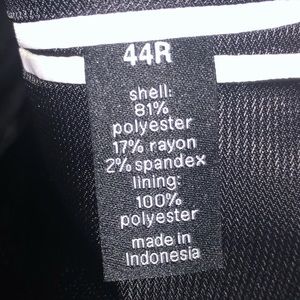 44R
shell:
81%
polyester
17% rayon
2% spandex
lining:
100%
polyester
made in
Indonesia